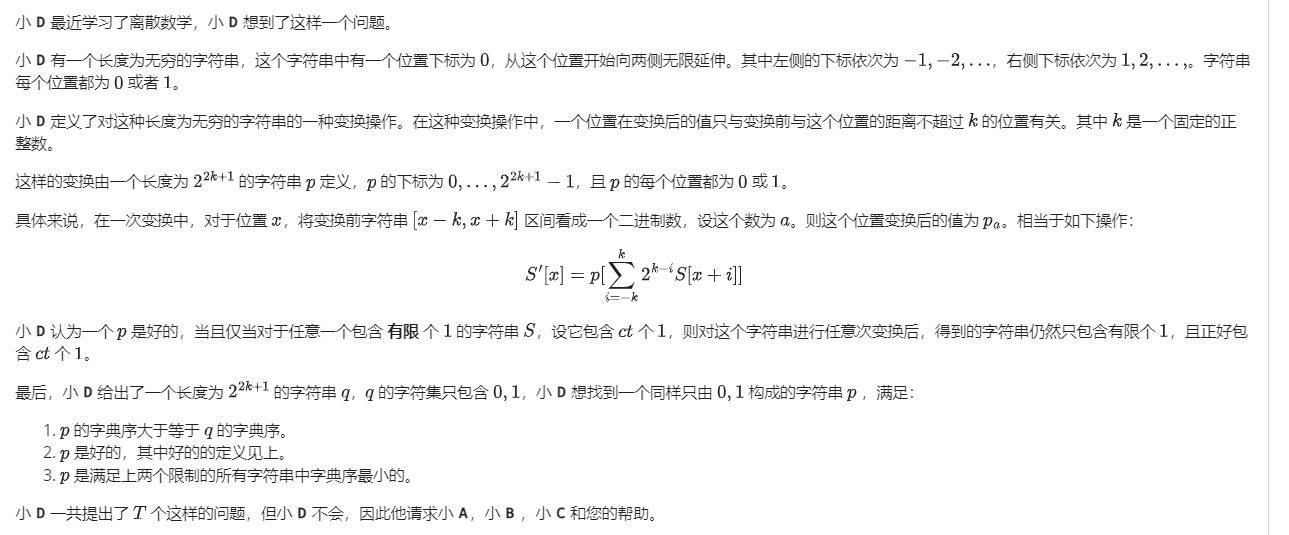 小 D 最近学习了离散数学，小 D 想到了这样一个问题。
小 D 有一个长度为无穷的字符串，这个字符串中有一个位置下标为 0，从这个位置开始向两侧无限延伸。其中左侧的下标依次为 −1, −2, . . .，右侧下标依次为 1, 2, . . . ,。字符串
每个位置都为 0 或者 1。
小 D 定义了对这种长度为无穷的字符串的一种变换操作。在这种变换操作中，一个位置在变换后的值只与变换前与这个位置的距离不超过 k 的位置有关。其中 k 是一个固定的正
整数。
这样的变换由一个长度为 2^{2k+1} 的字符串 p 定义，p 的下标为 0, . . . , 2^{2k+1} − 1，且 p 的每个位置都为 0 或 1。
具体来说，在一次变换中，对于位置 x，将变换前字符串 [x − k, x + k] 区间看成一个二进制数，设这个数为 a。则这个位置变换后的值为 p_a。相当于如下操作：
S′[x] = p[∑_{i=−k}^{k} 2^{k−i}S[x + i]]
小 D 认为一个 p 是好的，当且仅当对于任意一个包含 有限 个 1 的字符串 S，设它包含 ct 个 1，则对这个字符串进行任意次变换后，得到的字符串仍然只包含有限个 1，且正好包
含 ct 个 1。
最后，小 D 给出了一个长度为 2^{2k+1} 的字符串 q，q 的字符集只包含 0, 1，小 D 想找到一个同样只由 0, 1 构成的字符串 p ，满足：
1. p 的字典序大于等于 q 的字典序。
2. p 是好的，其中好的的定义见上。
3. p 是满足上两个限制的所有字符串中字典序最小的。
小 D 一共提出了 T 个这样的问题，但小 D 不会，因此他请求小 A，小 B ，小 C 和您的帮助。